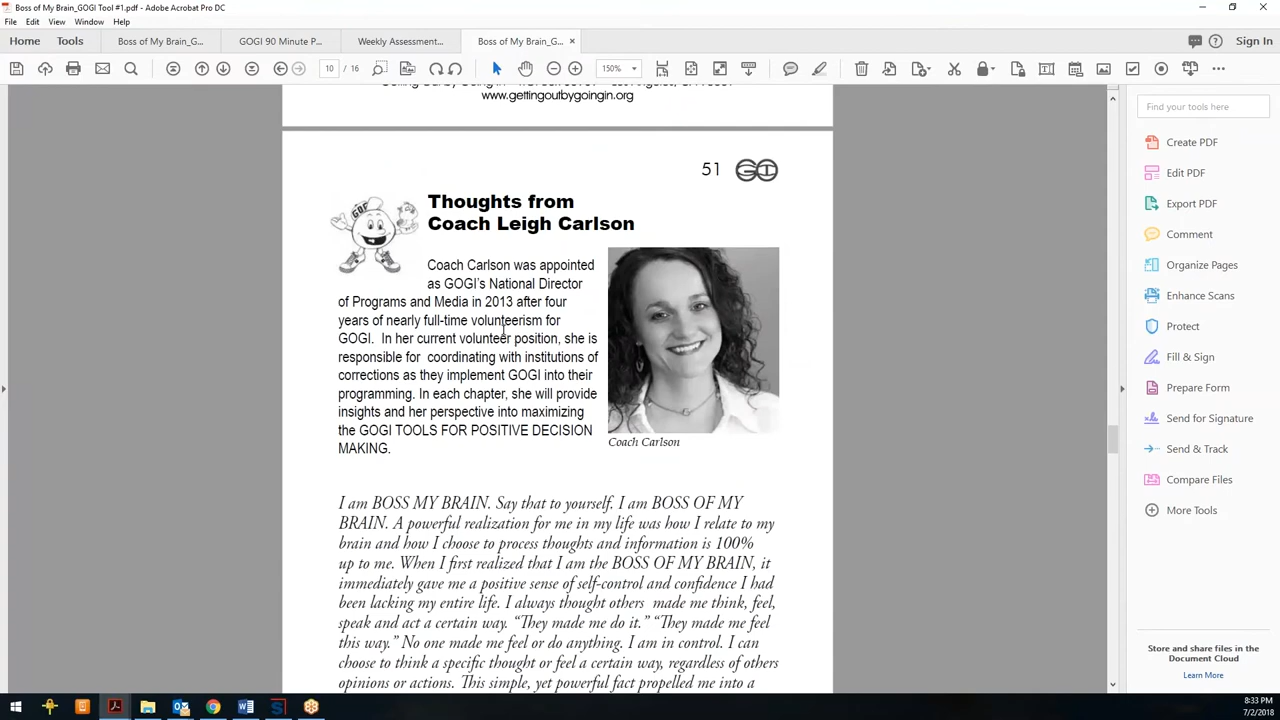 Boss of My Brain_GOGI Tool #1.pdf - Adobe Acrobat Pro DC
File Edit View Window Help
Home Tools Boss of My Brain_G... GOGI 90 Minute P... Weekly Assessment... Boss of My Brain_G... × Sign In
10 / 16 150%
www.gettingoutbygoingin.org
51
Thoughts from
Coach Leigh Carlson
Coach Carlson was appointed
as GOGI's National Director
of Programs and Media in 2013 after four
years of nearly full-time volunteerism for
GOGI. In her current volunteer position, she is
responsible for coordinating with institutions of
corrections as they implement GOGI into their
programming. In each chapter, she will provide
insights and her perspective into maximizing
the GOGI TOOLS FOR POSITIVE DECISION
MAKING.
Coach Carlson
I am BOSS MY BRAIN. Say that to yourself. I am BOSS OF MY
BRAIN. A powerful realization for me in my life was how I relate to my
brain and how I choose to process thoughts and information is 100%
up to me. When I first realized that I am the BOSS OF MY BRAIN, it
immediately gave me a positive sense of self-control and confidence I had
been lacking my entire life. I always thought others made me think, feel,
speak and act a certain way. “They made me do it.” “They made me feel
this way.” No one made me feel or do anything. I am in control. I can
choose to think a specific thought or feel a certain way, regardless of others
opinions or actions. This simple, yet powerful fact propelled me into a
Find your tools here
Create PDF
Edit PDF
Export PDF
Comment
Organize Pages
Enhance Scans
Protect
Fill & Sign
Prepare Form
Send for Signature
Send & Track
Compare Files
More Tools
Store and share files in the
Document Cloud
Learn More
8:33 PM
7/2/2018